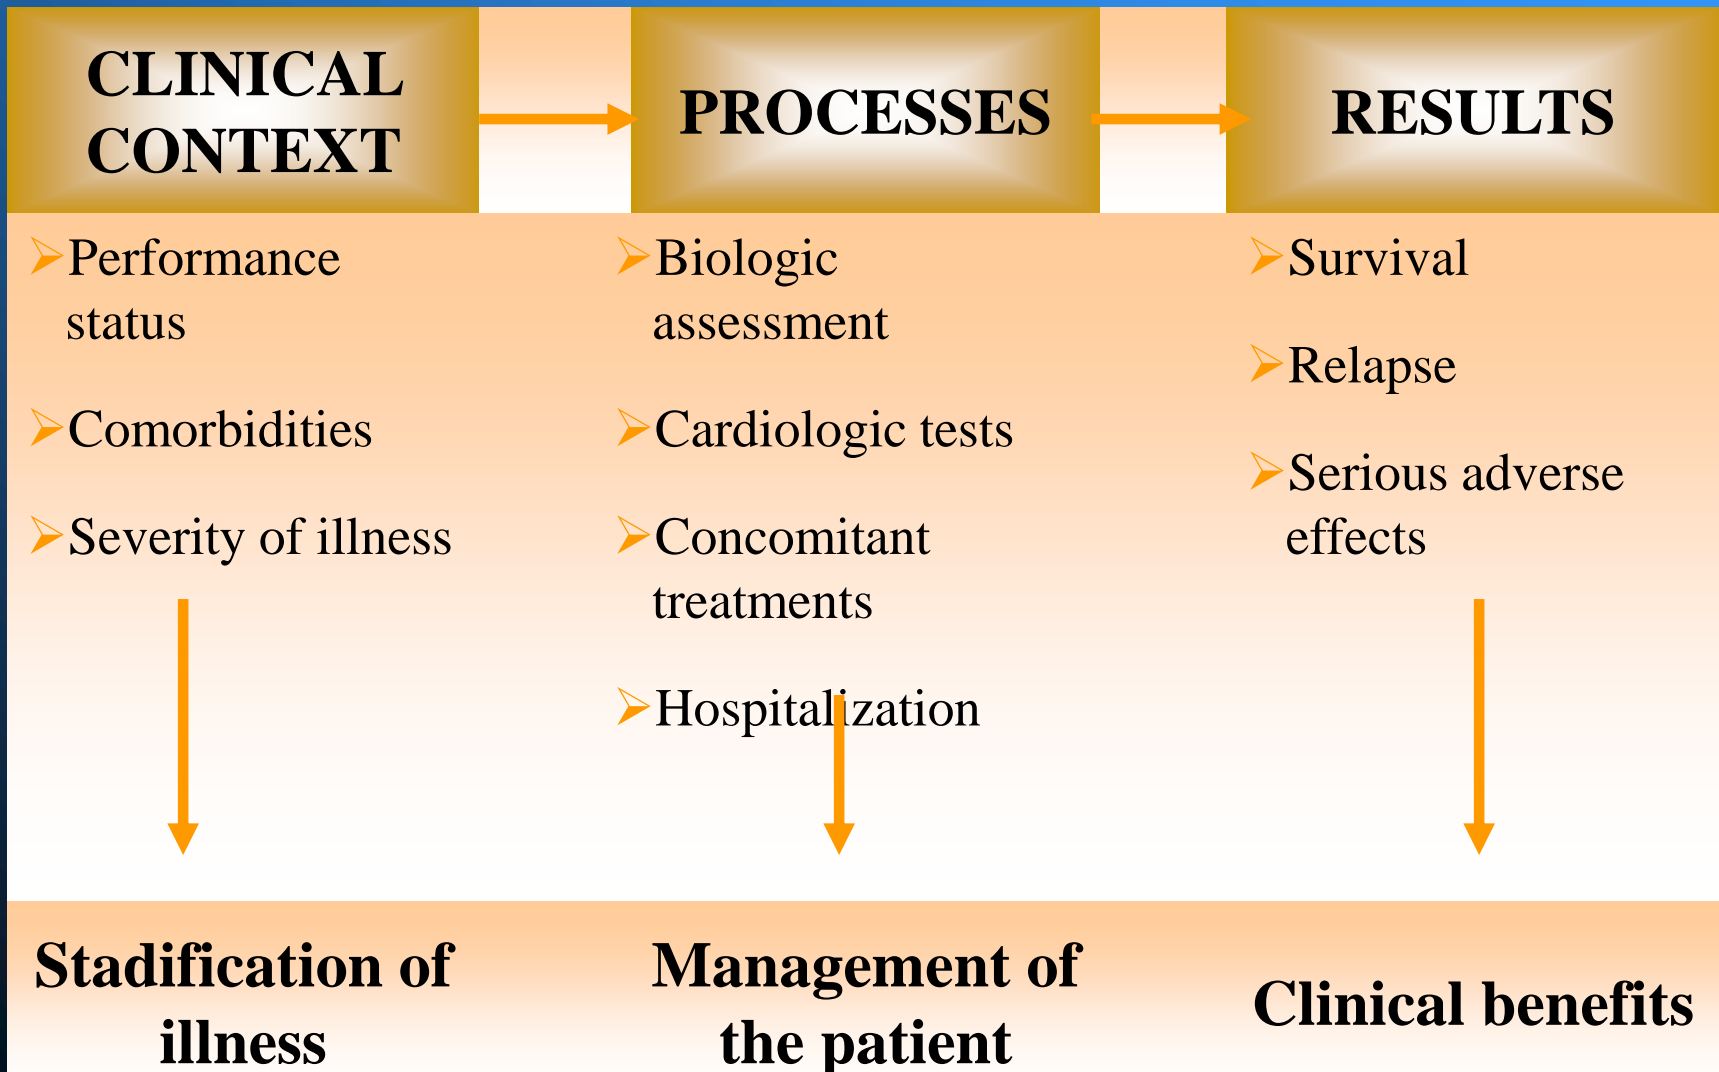 CLINICAL
CONTEXT
PROCESSES
RESULTS
Performance
status
Comorbidities
Severity of illness
Biologic
assessment
Cardiologic tests
Concomitant
treatments
Hospitalization
Survival
Relapse
Serious adverse
effects
Stadification of
illness
Management of
the patient
Clinical benefits